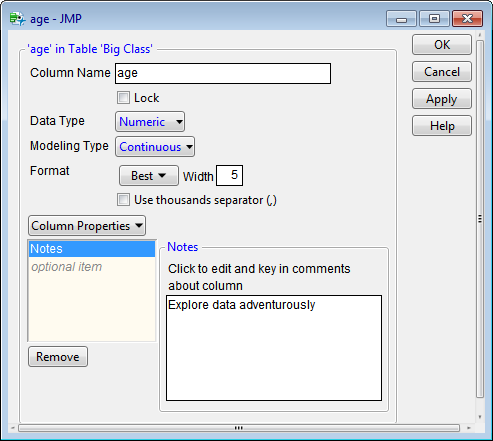 age - JMP
'age' in Table 'Big Class'
OK
Column Name age
Cancel
Lock
Apply
Data Type Numeric
Help
Modeling Type Continuous
Format Best Width 5
Use thousands separator (,)
Column Properties
Notes
optional item
Remove
Notes
Click to edit and key in comments
about column
Explore data adventurously